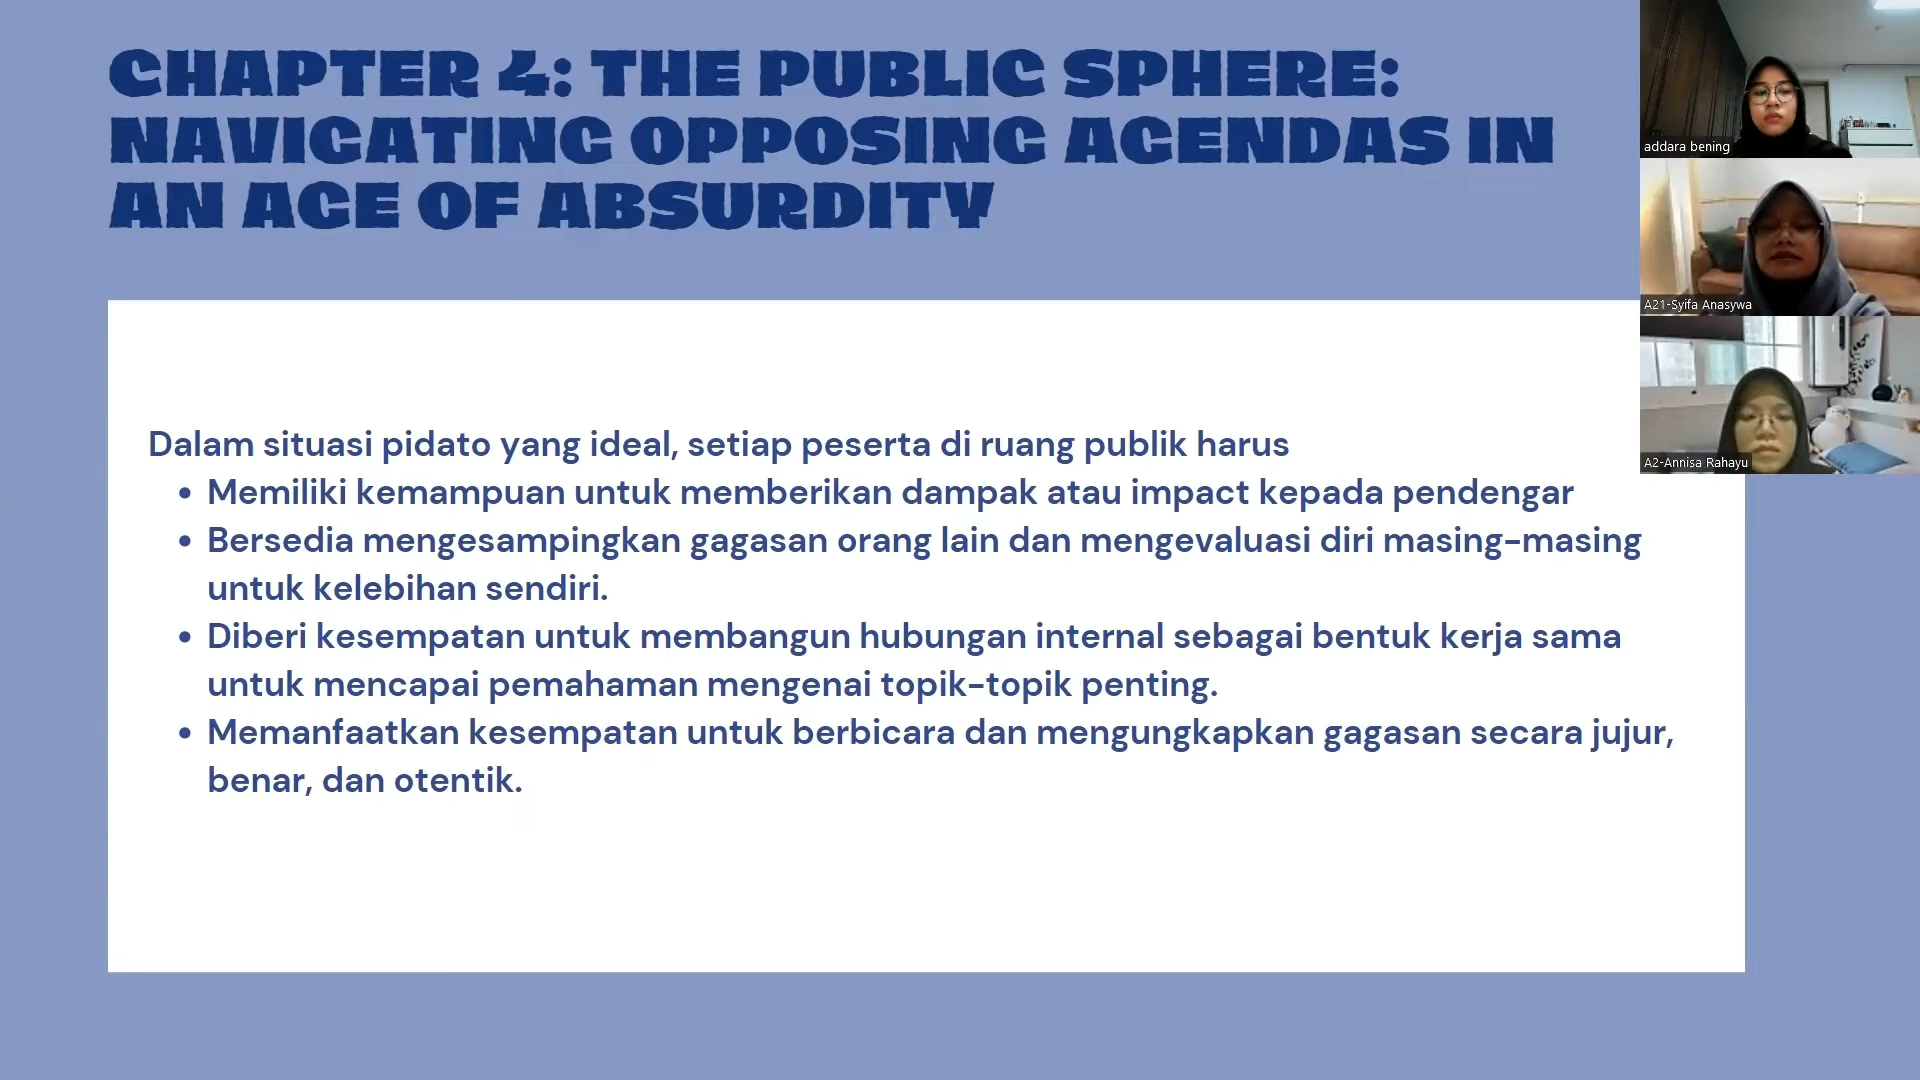 CHAPTER 4: THE PUBLIC SPHERE:
NAVIGATING OPPOSING AGENDAS IN
AN AGE OF ABSURDITY
Dalam situasi pidato yang ideal, setiap peserta di ruang publik harus
• Memiliki kemampuan untuk memberikan dampak atau impact kepada pendengar
• Bersedia mengesampingkan gagasan orang lain dan mengevaluasi diri masing-masing
untuk kelebihan sendiri.
• Diberi kesempatan untuk membangun hubungan internal sebagai bentuk kerja sama
untuk mencapai pemahaman mengenai topik-topik penting.
• Memanfaatkan kesempatan untuk berbicara dan mengungkapkan gagasan secara jujur,
benar, dan otentik.
addara bening
A21-Syifa Anasywa
A2-Annisa Rahayu